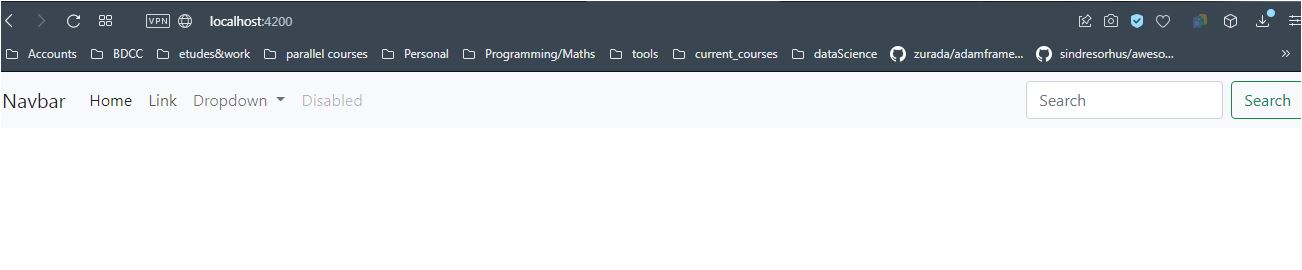 VPN localhost:4200
Accounts BDCC etudes&work parallel courses Personal Programming/Maths tools current_courses dataScience zurada/adamframe... sindresorhus/aweso... »
Navbar Home Link Dropdown Disabled Search Search